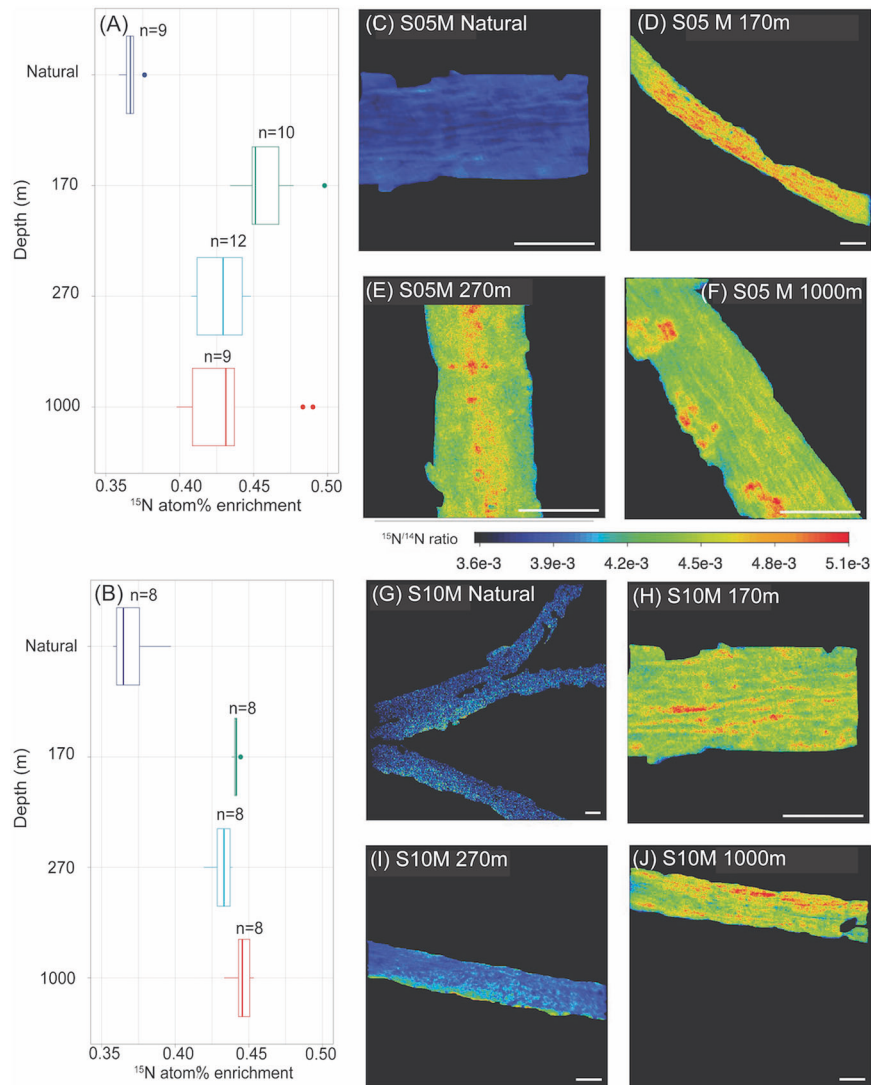 (A)
n=9
Natural
n=10
170
n=12
270
n=9
1000
Depth (m)
0.35 0.40 0.45 0.50
¹⁵N atom% enrichment
(C) S05M Natural
(D) S05 M 170m
(E) S05M 270m
(F) S05 M 1000m
¹⁵N/¹⁴N ratio
3.6e-3 3.9e-3 4.2e-3 4.5e-3 4.8e-3 5.1e-3
(B)
n=8
Natural
n=8
170
n=8
270
n=8
1000
Depth (m)
0.35 0.40 0.45 0.50
¹⁵N atom% enrichment
(G) S10M Natural
(H) S10M 170m
(I) S10M 270m
(J) S10M 1000m